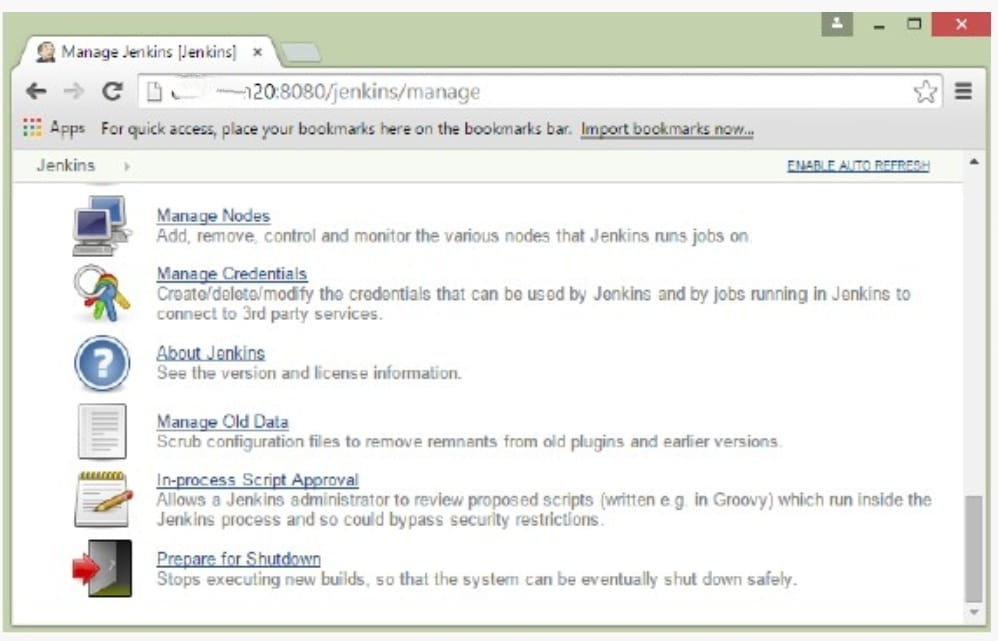 Manage Jenkins [Jenkins]
20:8080/jenkins/manage
Apps For quick access, place your bookmarks here on the bookmarks bar. Import bookmarks now...
Jenkins ENABLE AUTO REFRESH
Manage Nodes
Add, remove, control and monitor the various nodes that Jenkins runs jobs on.
Manage Credentials
Create/delete/modify the credentials that can be used by Jenkins and by jobs running in Jenkins to
connect to 3rd party services.
About Jenkins
See the version and license information.
Manage Old Data
Scrub configuration files to remove remnants from old plugins and earlier versions.
In-process Script Approval
Allows a Jenkins administrator to review proposed scripts (written e.g. in Groovy) which run inside the
Jenkins process and so could bypass security restrictions.
Prepare for Shutdown
Stops executing new builds, so that the system can be eventually shut down safely.